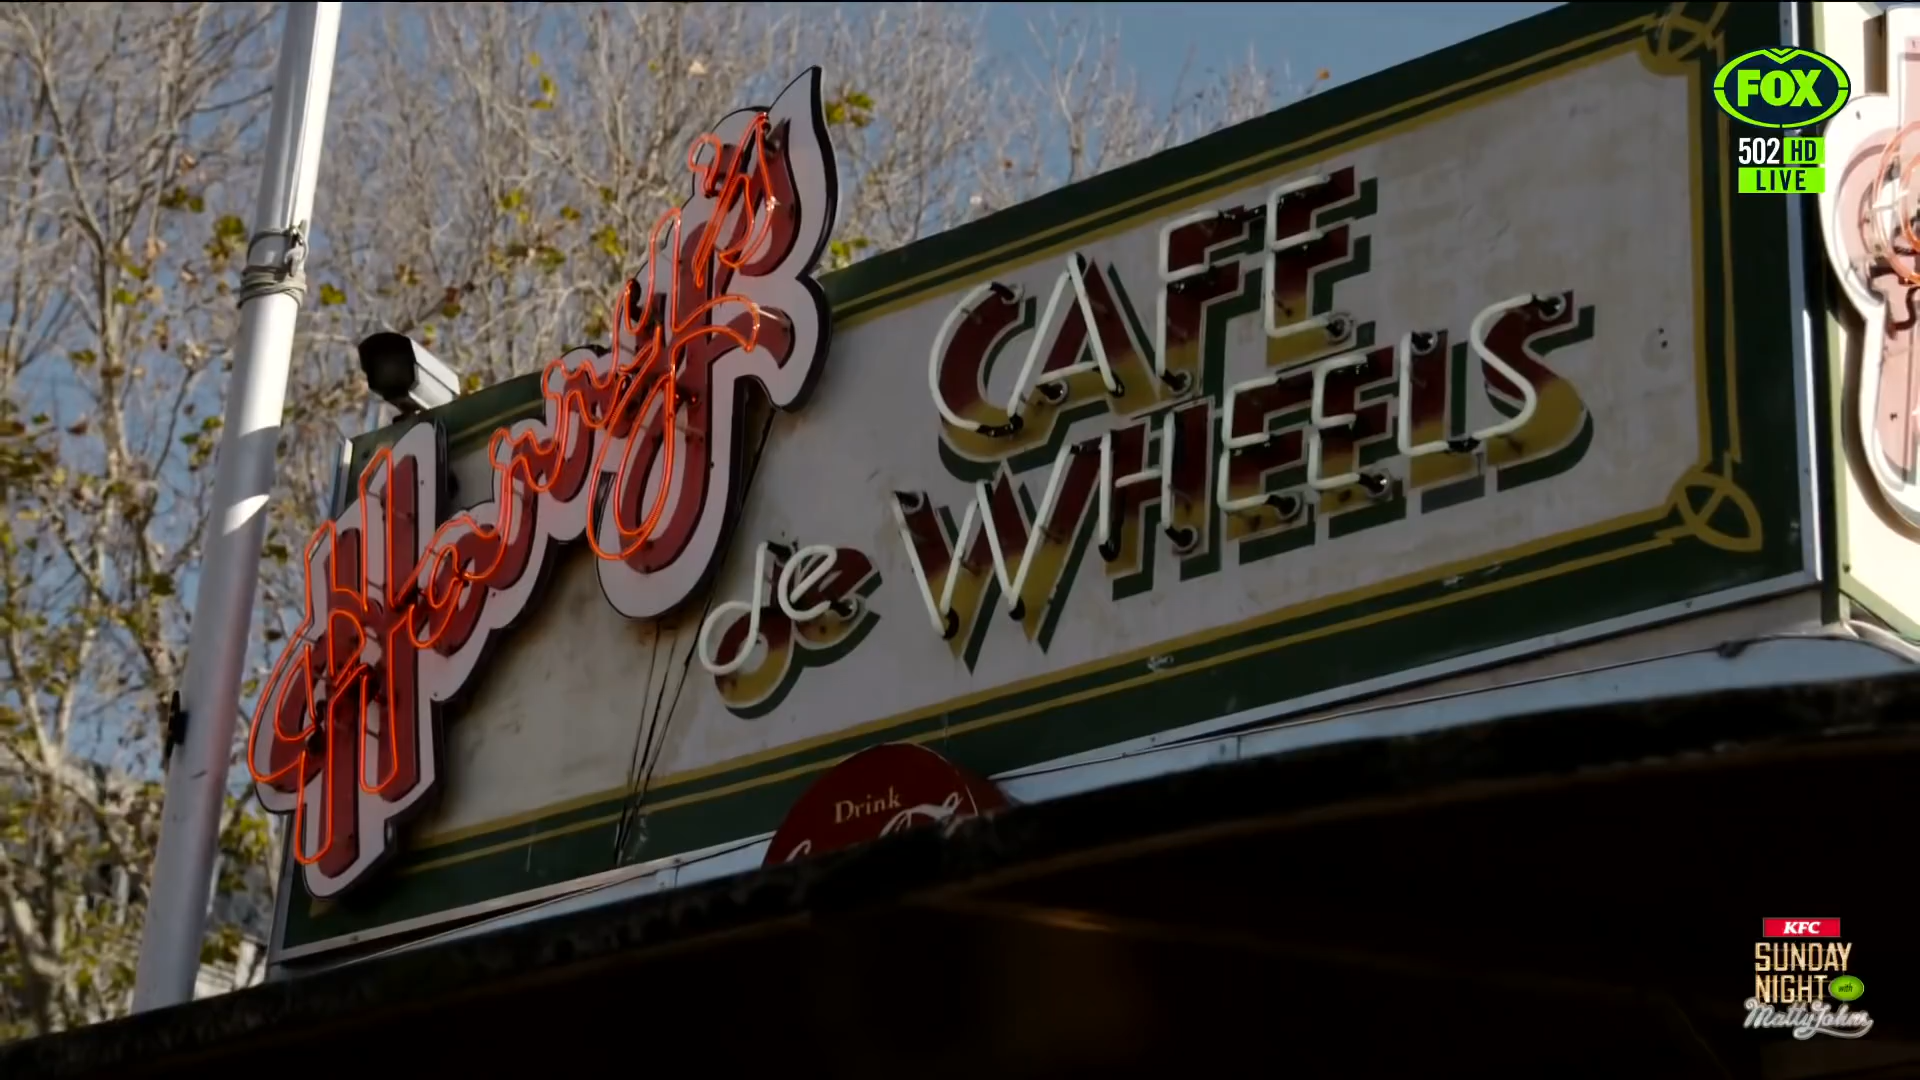 Harry's
CAFE
de WHEELS
Drink
FOX
502 HD
LIVE
KFC
SUNDAY
NIGHT with
Matty Johns